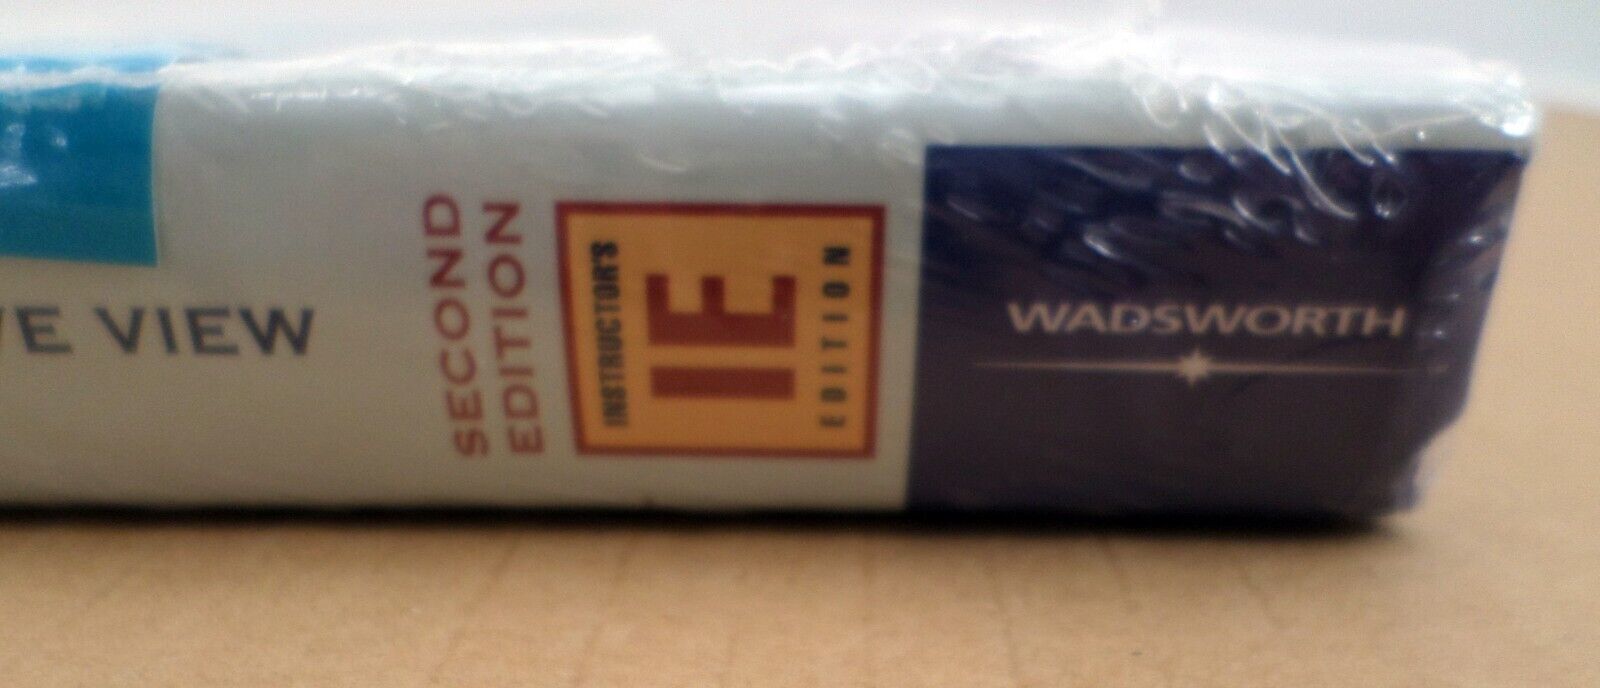 VE VIEW
SECOND
EDITION
INSTRUCTOR'S
IE
EDITION
WADSWORTH